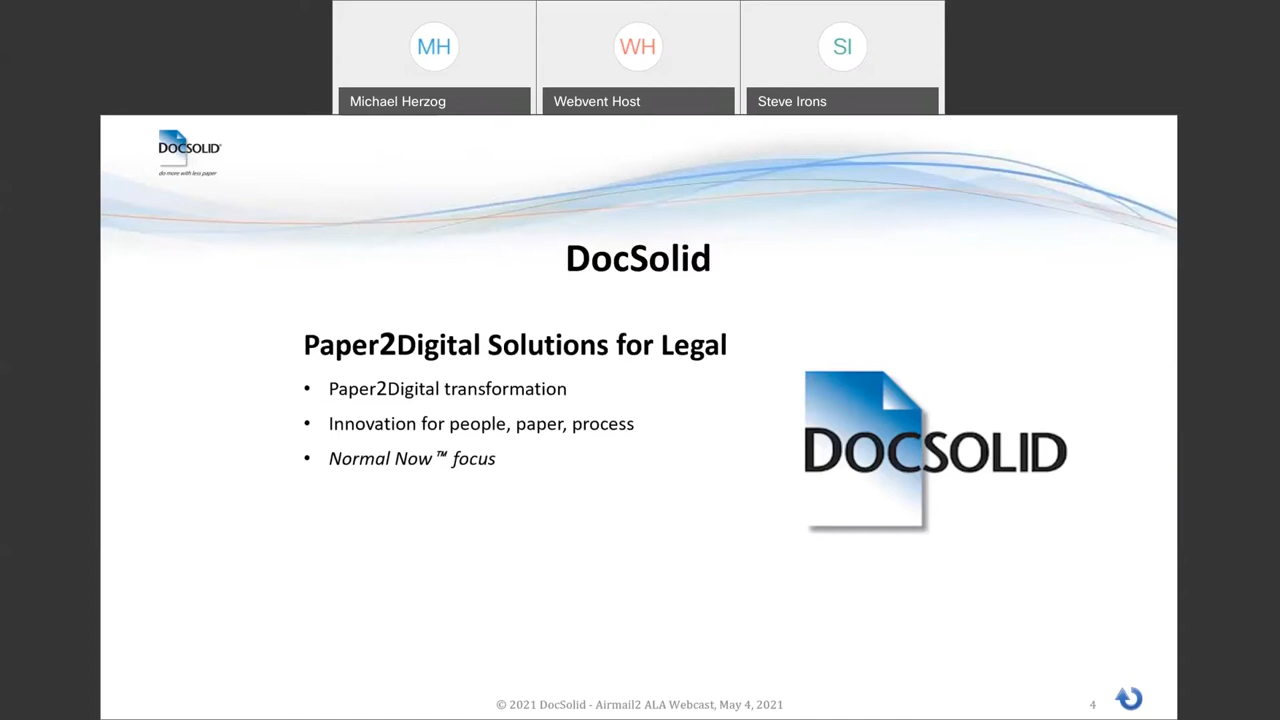 MH
WH
SI
Michael Herzog
Webvent Host
Steve Irons
DOCSOLID®
do more with less paper
DocSolid
Paper2Digital Solutions for Legal
• Paper2Digital transformation
• Innovation for people, paper, process
• Normal Now™ focus
DOCSOLID
© 2021 DocSolid - Airmail2 ALA Webcast, May 4, 2021
4